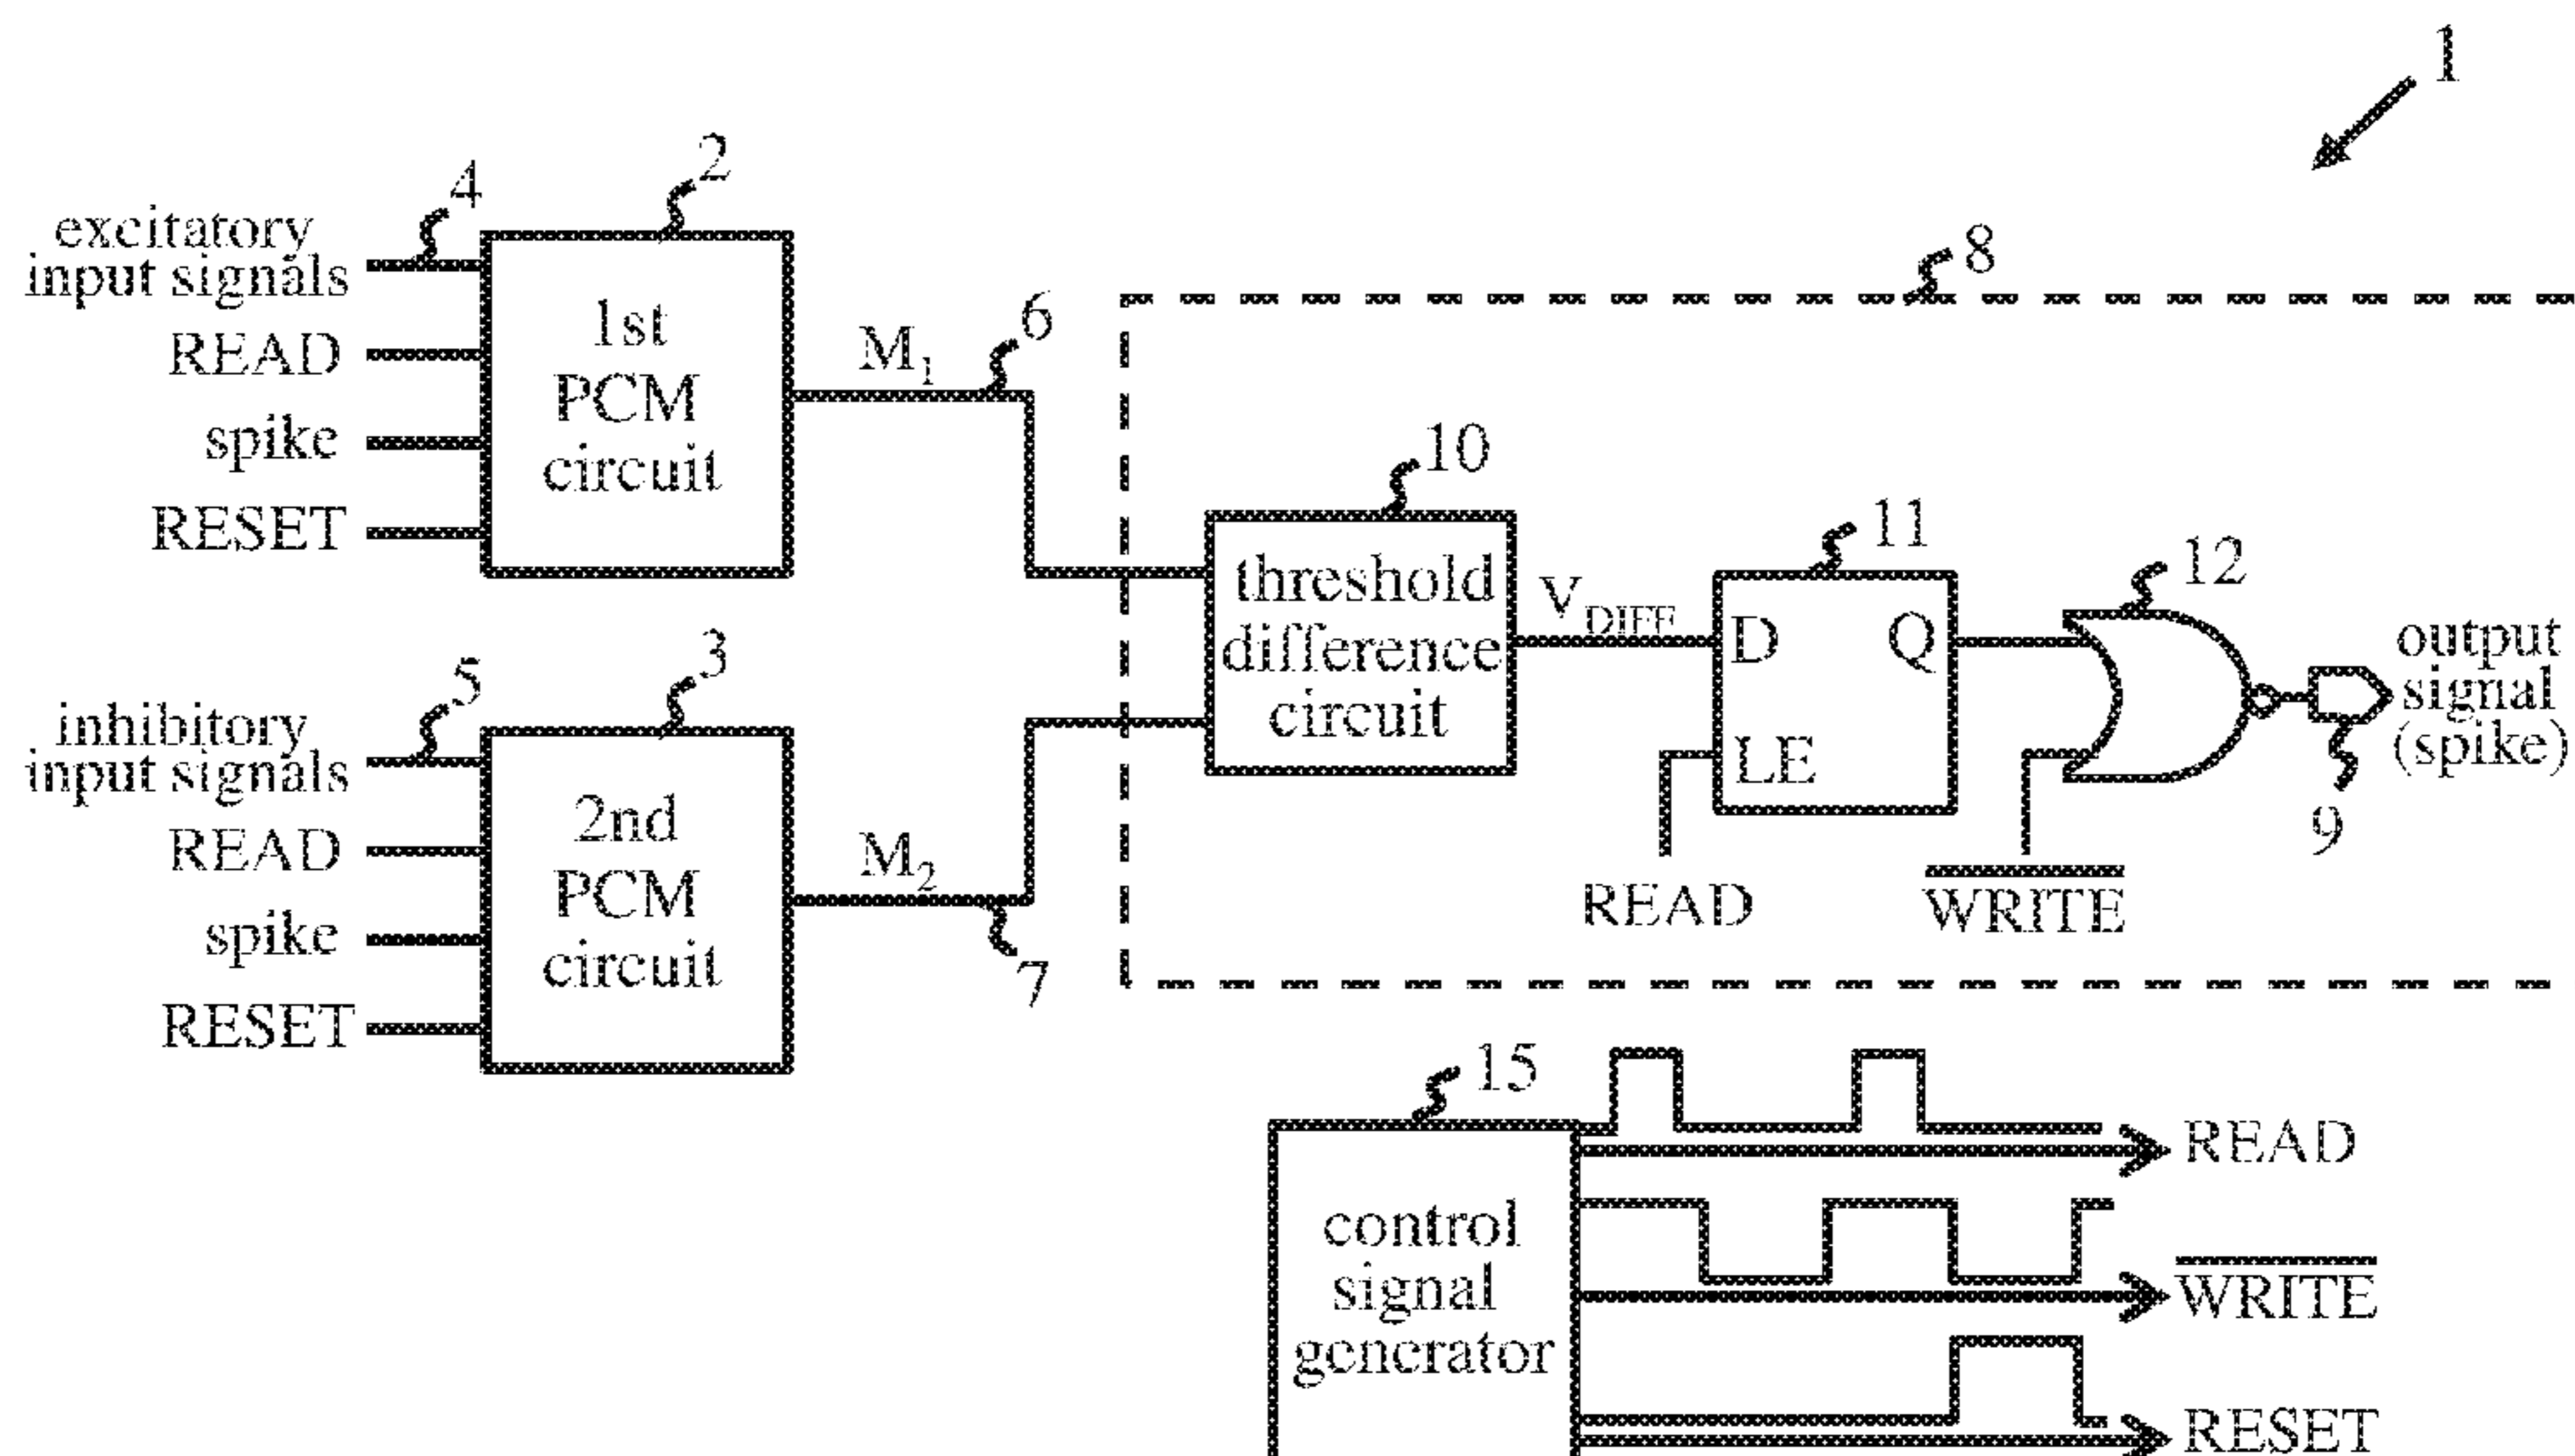 1
2
4
excitatory
input signals
READ
spike
RESET
1st
PCM
circuit
M1
6
8
3
5
inhibitory
input signals
READ
spike
RESET
2nd
PCM
circuit
M2
7
10
threshold
difference
circuit
VDIFF
11
D
Q
LE
READ
12
WRITE
output
signal
(spike)
9
15
control
signal
generator
READ
WRITE
RESET